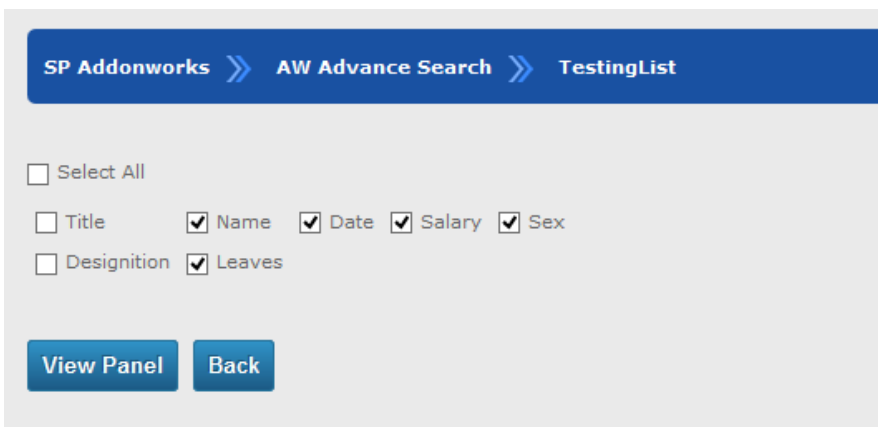 SP Addonworks AW Advance Search TestingList
Select All
Title Name Date Salary Sex
Designition Leaves
View Panel Back